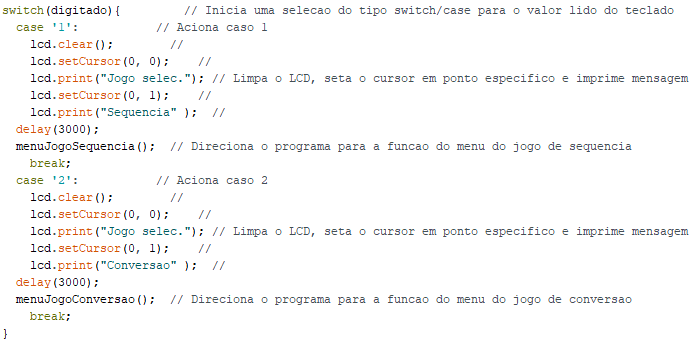 switch(digitado){         // Inicia uma selecao do tipo switch/case para o valor lido do teclado
  case '1':           // Aciona caso 1
    lcd.clear();        //
    lcd.setCursor(0, 0);    //
    lcd.print("Jogo selec."); // Limpa o LCD, seta o cursor em ponto especifico e imprime mensagem
    lcd.setCursor(0, 1);    //
    lcd.print("Sequencia" );  //
  delay(3000);
  menuJogoSequencia();  // Direciona o programa para a funcao do menu do jogo de sequencia
    break;
  case '2':           // Aciona caso 2
    lcd.clear();        //
    lcd.setCursor(0, 0);    //
    lcd.print("Jogo selec."); // Limpa o LCD, seta o cursor em ponto especifico e imprime mensagem
    lcd.setCursor(0, 1);    //
    lcd.print("Conversao" );  //
  delay(3000);
  menuJogoConversao();  // Direciona o programa para a funcao do menu do jogo de conversao
    break;
}